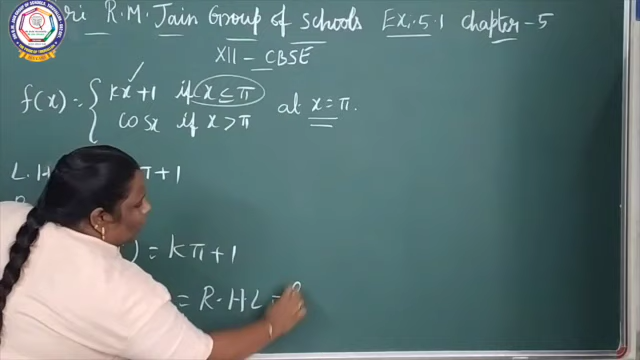 Sri R.M. Jain Group of Schools Ex:5.1 chapter-5
XII - CBSE
f(x) = { kx+1 if x ≤ π
cosx if x > π
at x = π.
L.H π+1
) = kπ+1
= R.H.L =